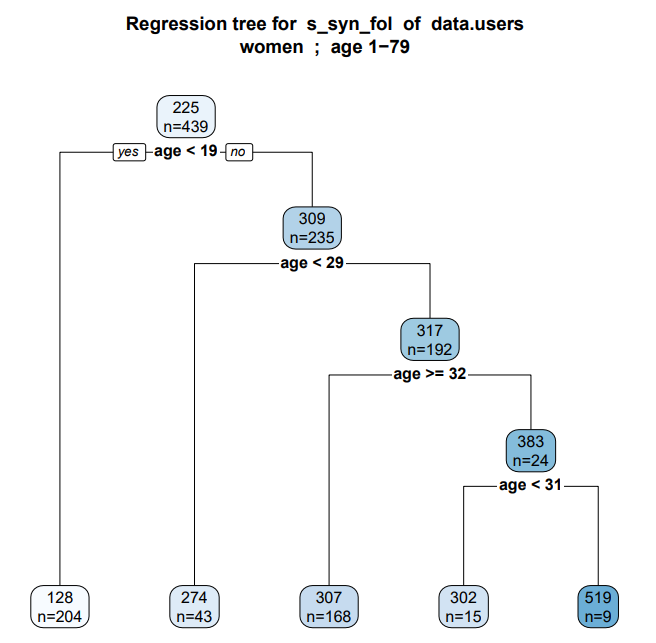 Regression tree for s_syn_fol of data.users
women ; age 1−79
225
n=439
yes age < 19 no
309
n=235
age < 29
317
n=192
age >= 32
383
n=24
age < 31
128
n=204
274
n=43
307
n=168
302
n=15
519
n=9